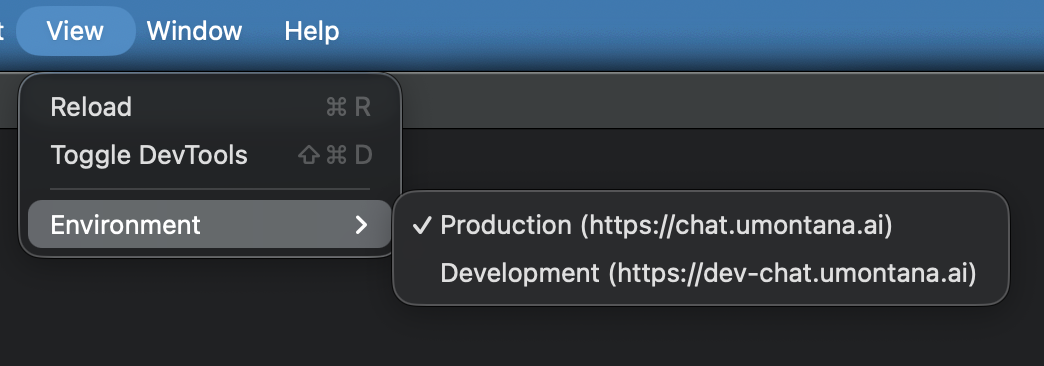 View Window Help
Reload ⌘ R
Toggle DevTools ⇧ ⌘ D
Environment
✓ Production (https://chat.umontana.ai)
Development (https://dev-chat.umontana.ai)